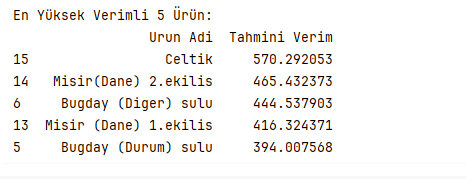 En Yüksek Verimli 5 Ürün:
Urun Adi Tahmini Verim
15 Celtik 570.292053
14 Misir(Dane) 2.ekilis 465.432373
6 Bugday (Diger) sulu 444.537903
13 Misir (Dane) 1.ekilis 416.324371
5 Bugday (Durum) sulu 394.007568